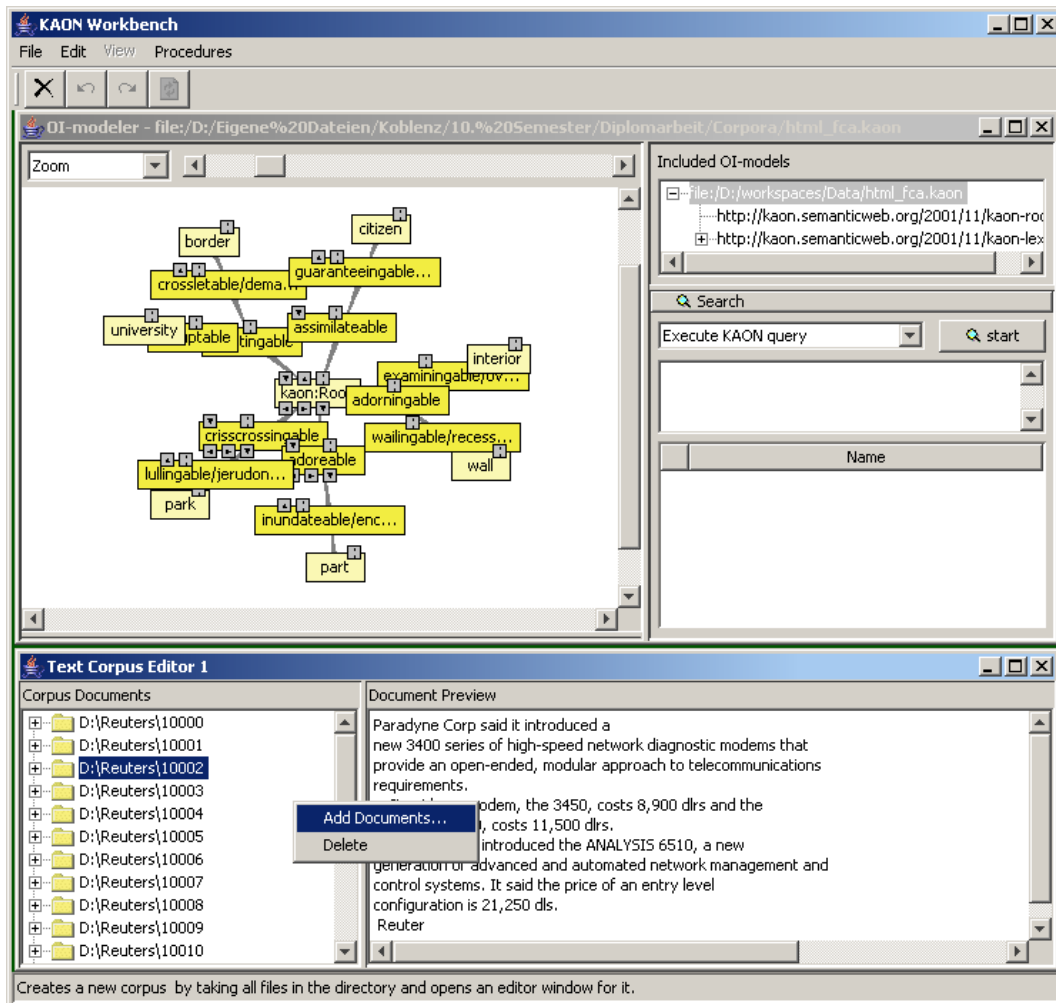 KAON Workbench
File Edit View Procedures
OI-modeler - file:/D:/Eigene%20Dateien/Koblenz/10.%20Semester/Diplomarbeit/Corpora/html_fca.kaon
Zoom
border
citizen
crossletable/dema...
guaranteeingable...
university
ptable
tingable
assimilateable
interior
examiningable/ov...
kaon:Roo
adorningable
crisscrossingable
wailingable/recess...
adoreable
wall
lullingable/jerudon...
park
inundateable/enc...
part
Included OI-models
file:/D:/workspaces/Data/html_fca.kaon
http://kaon.semanticweb.org/2001/11/kaon-roo
http://kaon.semanticweb.org/2001/11/kaon-lex
Search
Execute KAON query
start
Name
Text Corpus Editor 1
Corpus Documents
D:\Reuters\10000
D:\Reuters\10001
D:\Reuters\10002
D:\Reuters\10003
D:\Reuters\10004
D:\Reuters\10005
D:\Reuters\10006
D:\Reuters\10007
D:\Reuters\10008
D:\Reuters\10009
D:\Reuters\10010
Add Documents...
Delete
Document Preview
Paradyne Corp said it introduced a
new 3400 series of high-speed network diagnostic modems that
provide an open-ended, modular approach to telecommunications
requirements.
odem, the 3450, costs 8,900 dlrs and the
, costs 11,500 dlrs.
introduced the ANALYSIS 6510, a new
generation of advanced and automated network management and
control systems. It said the price of an entry level
configuration is 21,250 dls.
Reuter
Creates a new corpus by taking all files in the directory and opens an editor window for it.